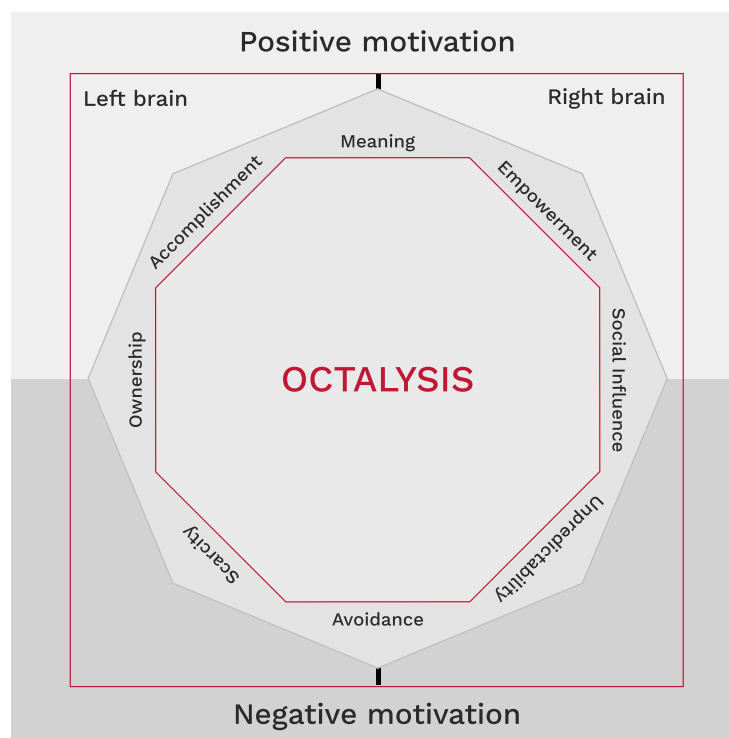 Positive motivation
Left brain
Right brain
Meaning
Accomplishment
Empowerment
Ownership
OCTALYSIS
Social Influence
Scarcity
Unpredictability
Avoidance
Negative motivation